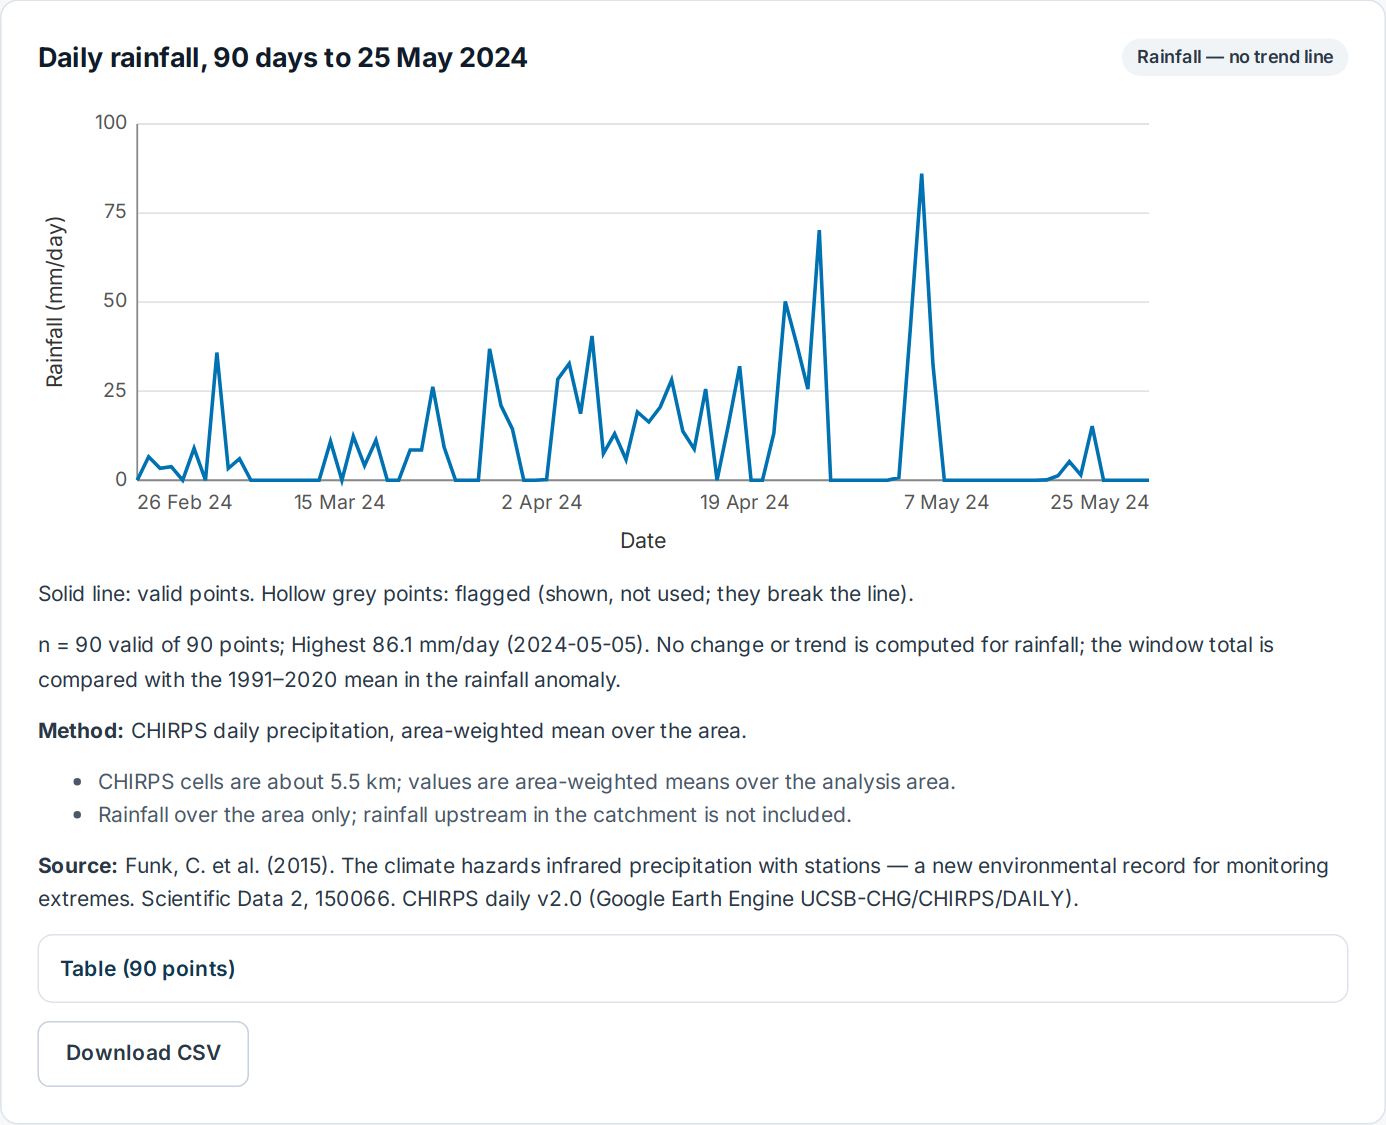 Daily rainfall, 90 days to 25 May 2024
Rainfall — no trend line
100
75
50
25
0
Rainfall (mm/day)
26 Feb 24
15 Mar 24
2 Apr 24
19 Apr 24
7 May 24
25 May 24
Date
Solid line: valid points. Hollow grey points: flagged (shown, not used; they break the line).
n = 90 valid of 90 points; Highest 86.1 mm/day (2024-05-05). No change or trend is computed for rainfall; the window total is
compared with the 1991–2020 mean in the rainfall anomaly.
Method: CHIRPS daily precipitation, area-weighted mean over the area.
• CHIRPS cells are about 5.5 km; values are area-weighted means over the analysis area.
• Rainfall over the area only; rainfall upstream in the catchment is not included.
Source: Funk, C. et al. (2015). The climate hazards infrared precipitation with stations — a new environmental record for monitoring
extremes. Scientific Data 2, 150066. CHIRPS daily v2.0 (Google Earth Engine UCSB-CHG/CHIRPS/DAILY).
Table (90 points)
Download CSV